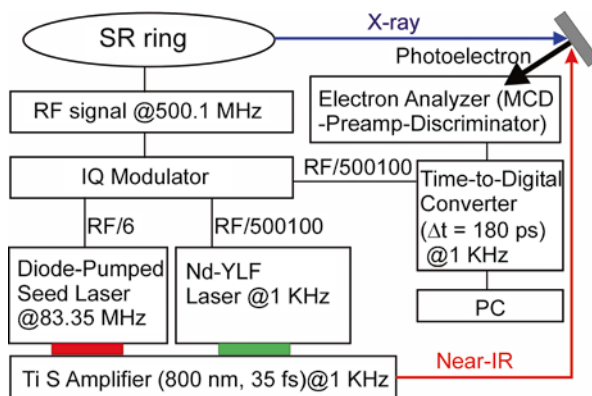 SR ring
X-ray
Photoelectron
RF signal @500.1 MHz
Electron Analyzer (MCD
-Preamp-Discriminator)
IQ Modulator
RF/500100
Time-to-Digital
Converter
(Δt = 180 ps)
@1 KHz
RF/6
RF/500100
Diode-Pumped
Seed Laser
@83.35 MHz
Nd-YLF
Laser @1 KHz
PC
Near-IR
Ti S Amplifier (800 nm, 35 fs)@1 KHz